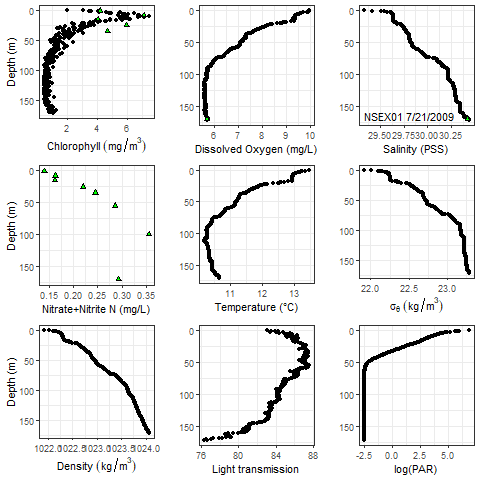 0
50
100
150
Depth (m)
2 4 6
Chlorophyll (mg/m³)
0
50
100
150
6 7 8 9 10
Dissolved Oxygen (mg/L)
0
50
100
150
NSEX01 7/21/2009
29.50 29.75 30.00 30.25
Salinity (PSS)
0
50
100
150
Depth (m)
0.15 0.20 0.25 0.30 0.35
Nitrate+Nitrite N (mg/L)
0
50
100
150
11 12 13
Temperature (°C)
0
50
100
150
22.0 22.5 23.0
σθ (kg/m³)
0
50
100
150
Depth (m)
1022.0 1022.5 1023.0 1023.5 1024.0
Density (kg/m³)
0
50
100
150
76 80 84 88
Light transmission
0
50
100
150
-2.5 0.0 2.5 5.0
log(PAR)